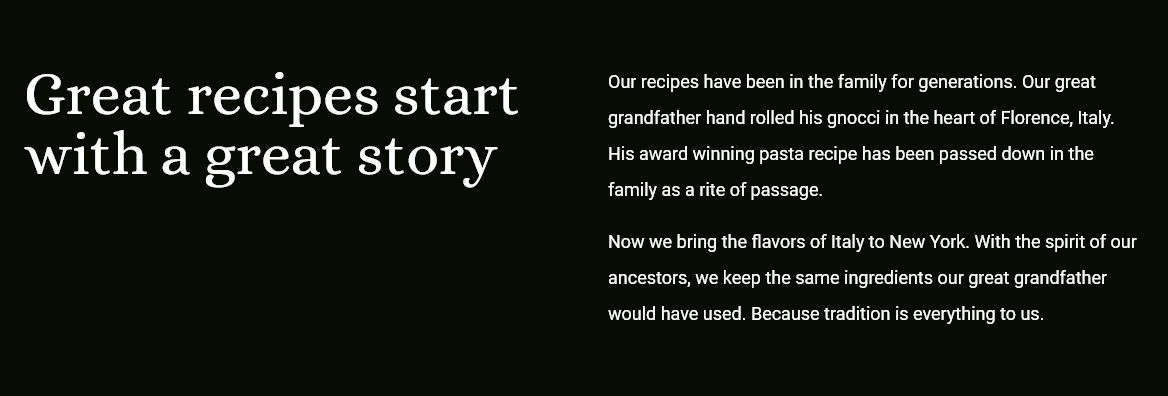 Great recipes start
with a great story
Our recipes have been in the family for generations. Our great
grandfather hand rolled his gnocci in the heart of Florence, Italy.
His award winning pasta recipe has been passed down in the
family as a rite of passage.
Now we bring the flavors of Italy to New York. With the spirit of our
ancestors, we keep the same ingredients our great grandfather
would have used. Because tradition is everything to us.